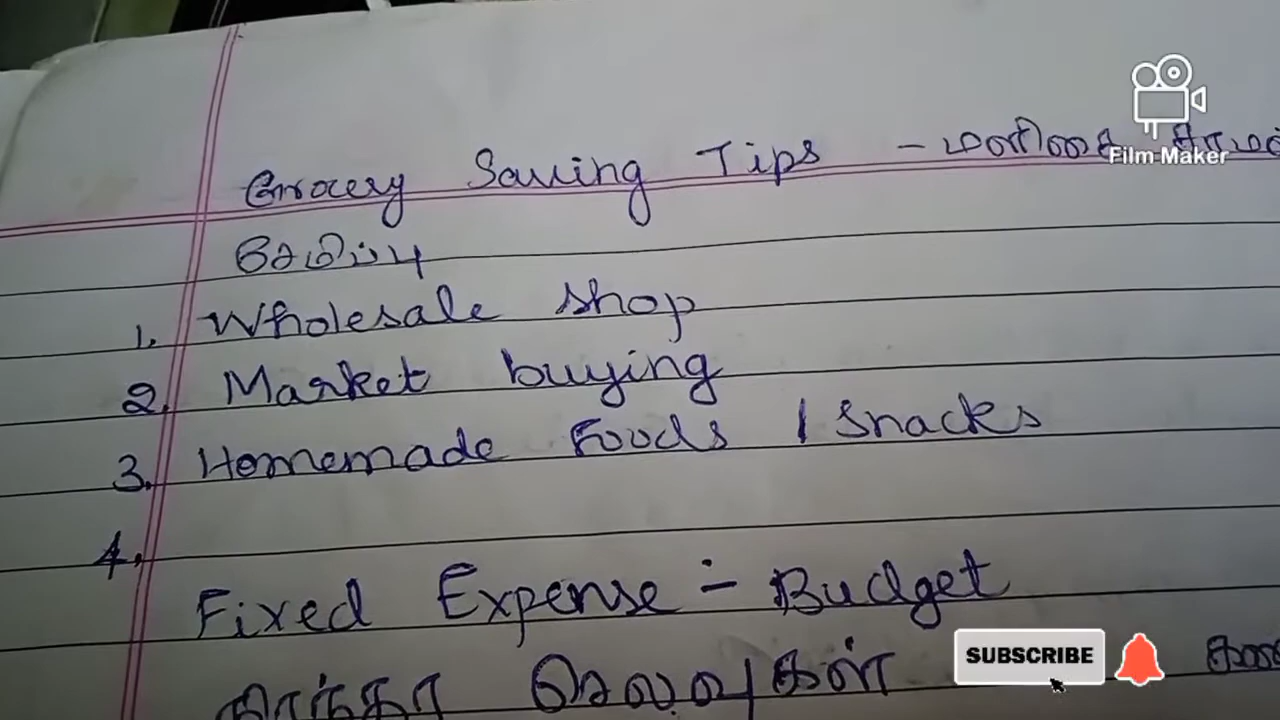 Film Maker
Grocery Saving Tips - மளிகை
சேமிப்பு
1. Wholesale shop
2. Market buying
3. Homemade Foods / Snacks
4.
Fixed Expense :- Budget
செலவுகள்
SUBSCRIBE